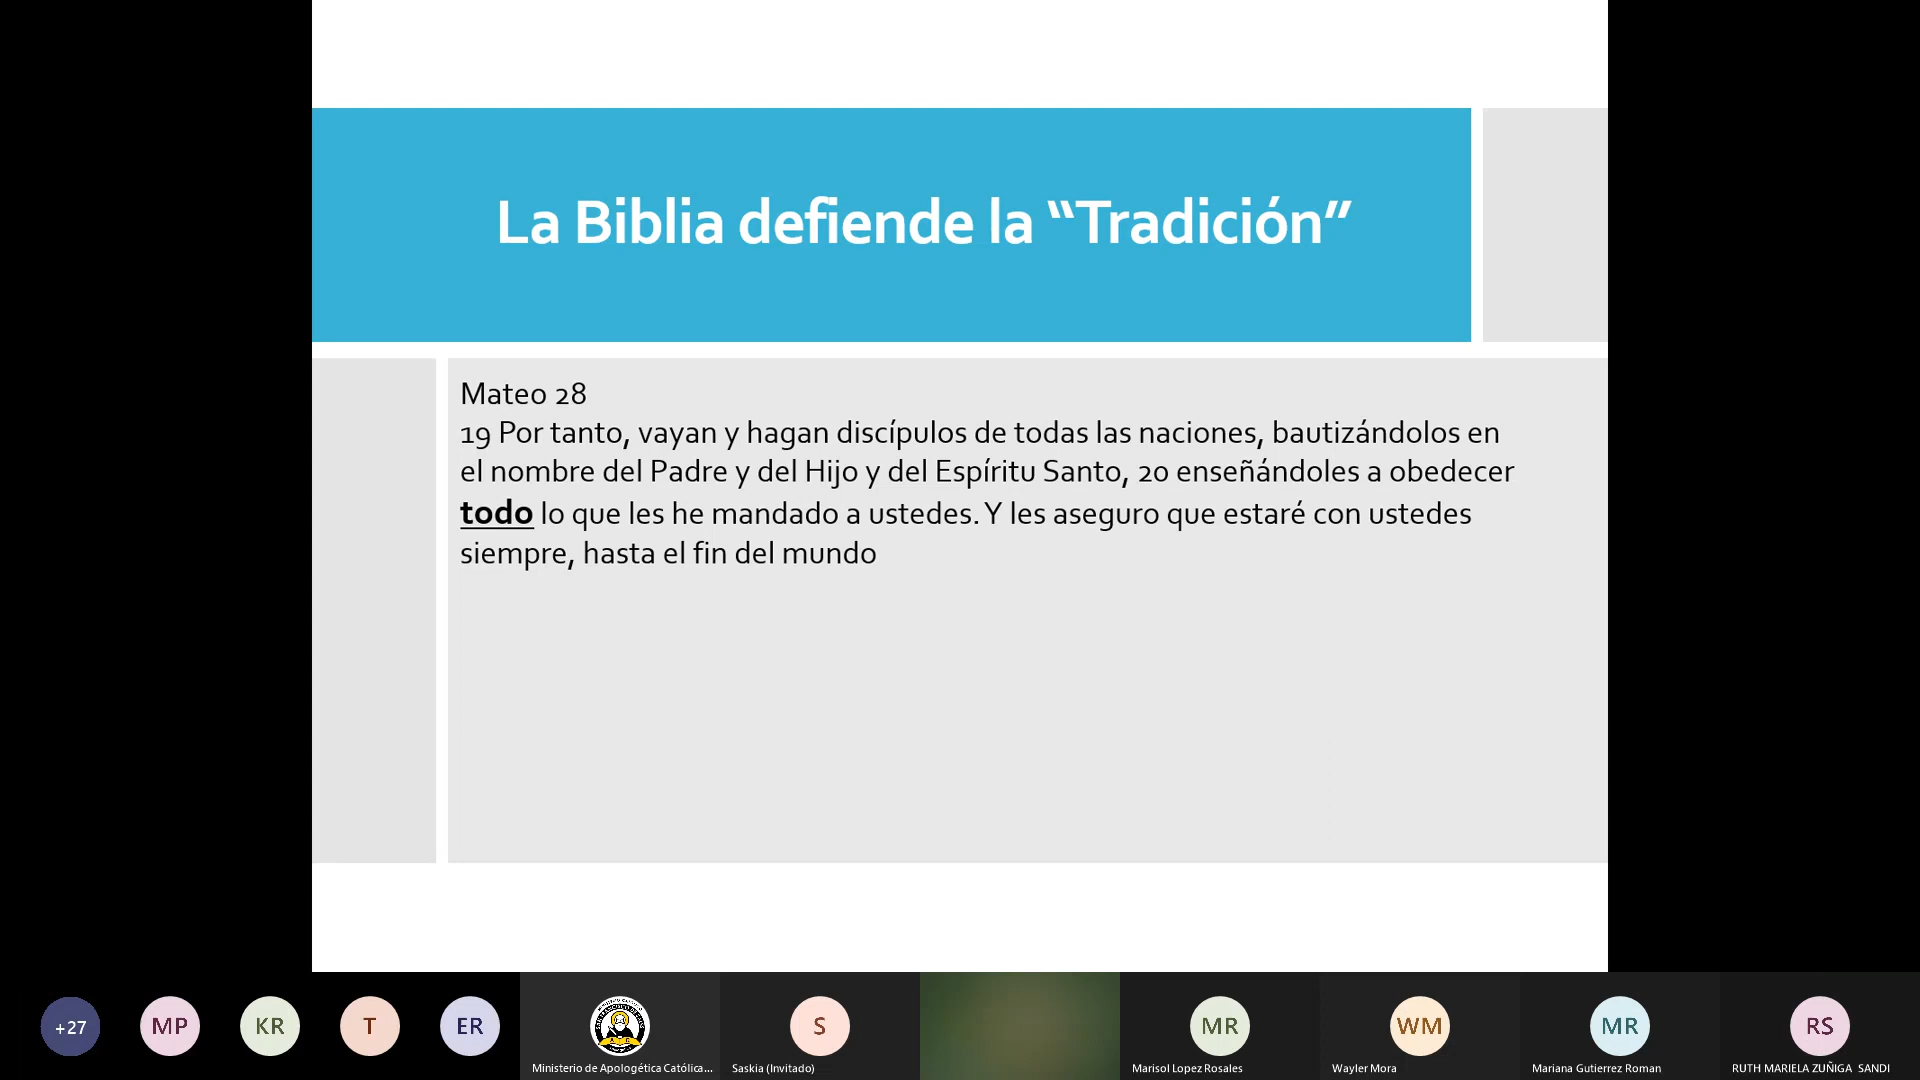 La Biblia defiende la “Tradición”
Mateo 28
19 Por tanto, vayan y hagan discípulos de todas las naciones, bautizándolos en
el nombre del Padre y del Hijo y del Espíritu Santo, 20 enseñándoles a obedecer
todo lo que les he mandado a ustedes. Y les aseguro que estaré con ustedes
siempre, hasta el fin del mundo
+27
MP
KR
T
ER
Ministerio de Apologética Católica...
S
Saskia (Invitado)
MR
Marisol Lopez Rosales
WM
Wayler Mora
MR
Mariana Gutierrez Roman
RS
RUTH MARIELA ZUÑIGA SANDI